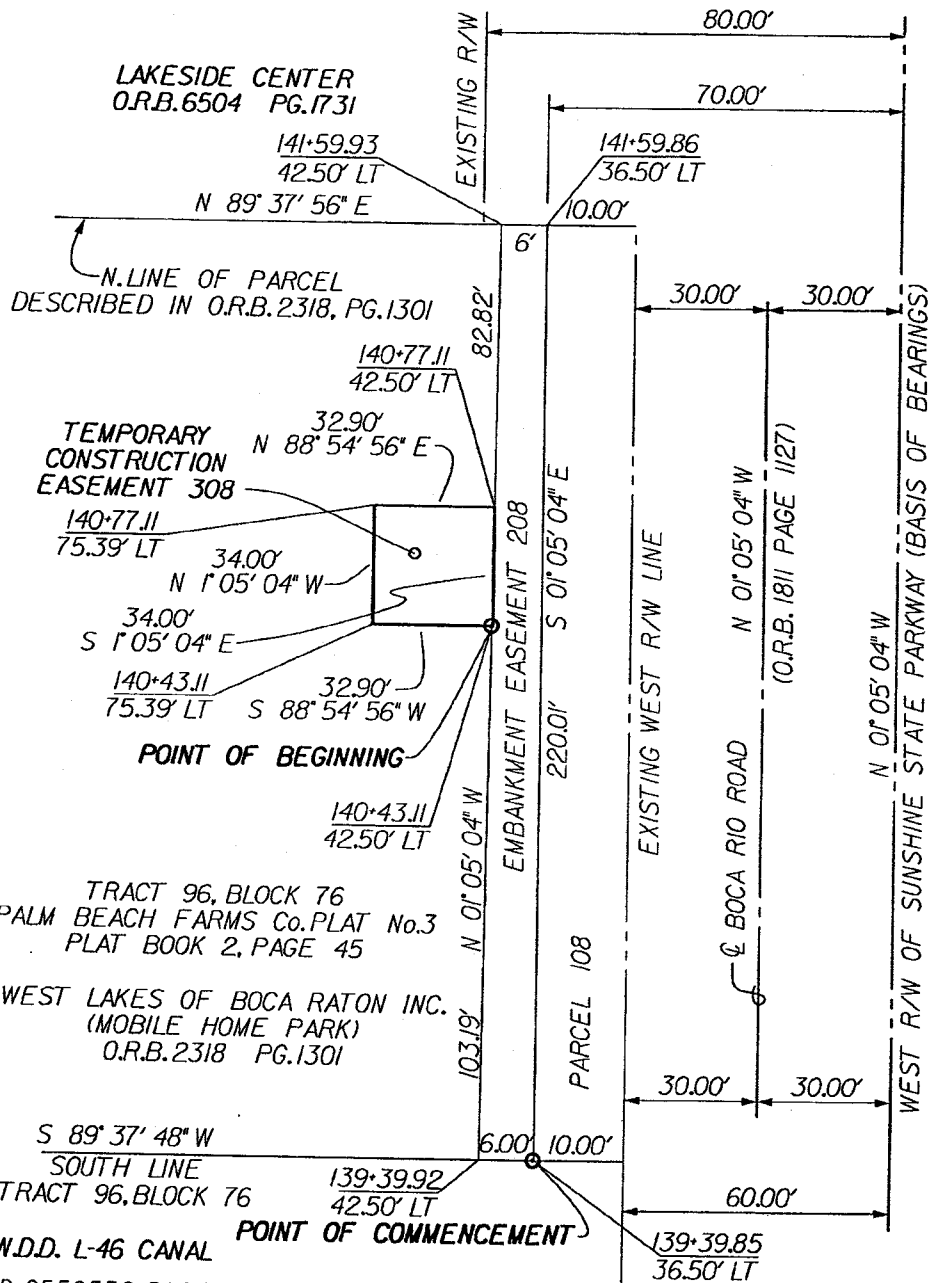 80.00'
EXISTING R/W
LAKESIDE CENTER
O.R.B.6504 PG.1731
70.00'
141+59.93
42.50' LT
141+59.86
36.50' LT
N 89° 37' 56" E
10.00'
6'
N.LINE OF PARCEL
DESCRIBED IN O.R.B.2318, PG.1301
82.82'
30.00'
30.00'
140+77.11
42.50' LT
32.90'
N 88° 54' 56" E
TEMPORARY
CONSTRUCTION
EASEMENT 308
140+77.11
75.39' LT
34.00'
N 1° 05' 04" W
34.00'
S 1° 05' 04" E
140+43.11
75.39' LT
32.90'
S 88° 54' 56" W
POINT OF BEGINNING
140+43.11
42.50' LT
EMBANKMENT EASEMENT 208
S 01° 05' 04" E
220.01'
EXISTING WEST R/W LINE
N 01° 05' 04" W
(O.R.B. 1811 PAGE 1127)
℄ BOCA RIO ROAD
N 01° 05' 04" W
WEST R/W OF SUNSHINE STATE PARKWAY (BASIS OF BEARINGS)
N 01° 05' 04" W
103.19'
PARCEL 108
TRACT 96, BLOCK 76
PALM BEACH FARMS Co.PLAT No.3
PLAT BOOK 2, PAGE 45
WEST LAKES OF BOCA RATON INC.
(MOBILE HOME PARK)
O.R.B.2318 PG.1301
30.00'
30.00'
S 89° 37' 48" W
SOUTH LINE
TRACT 96, BLOCK 76
6.00'
10.00'
139+39.92
42.50' LT
60.00'
POINT OF COMMENCEMENT
139+39.85
36.50' LT
W.D.D. L-46 CANAL